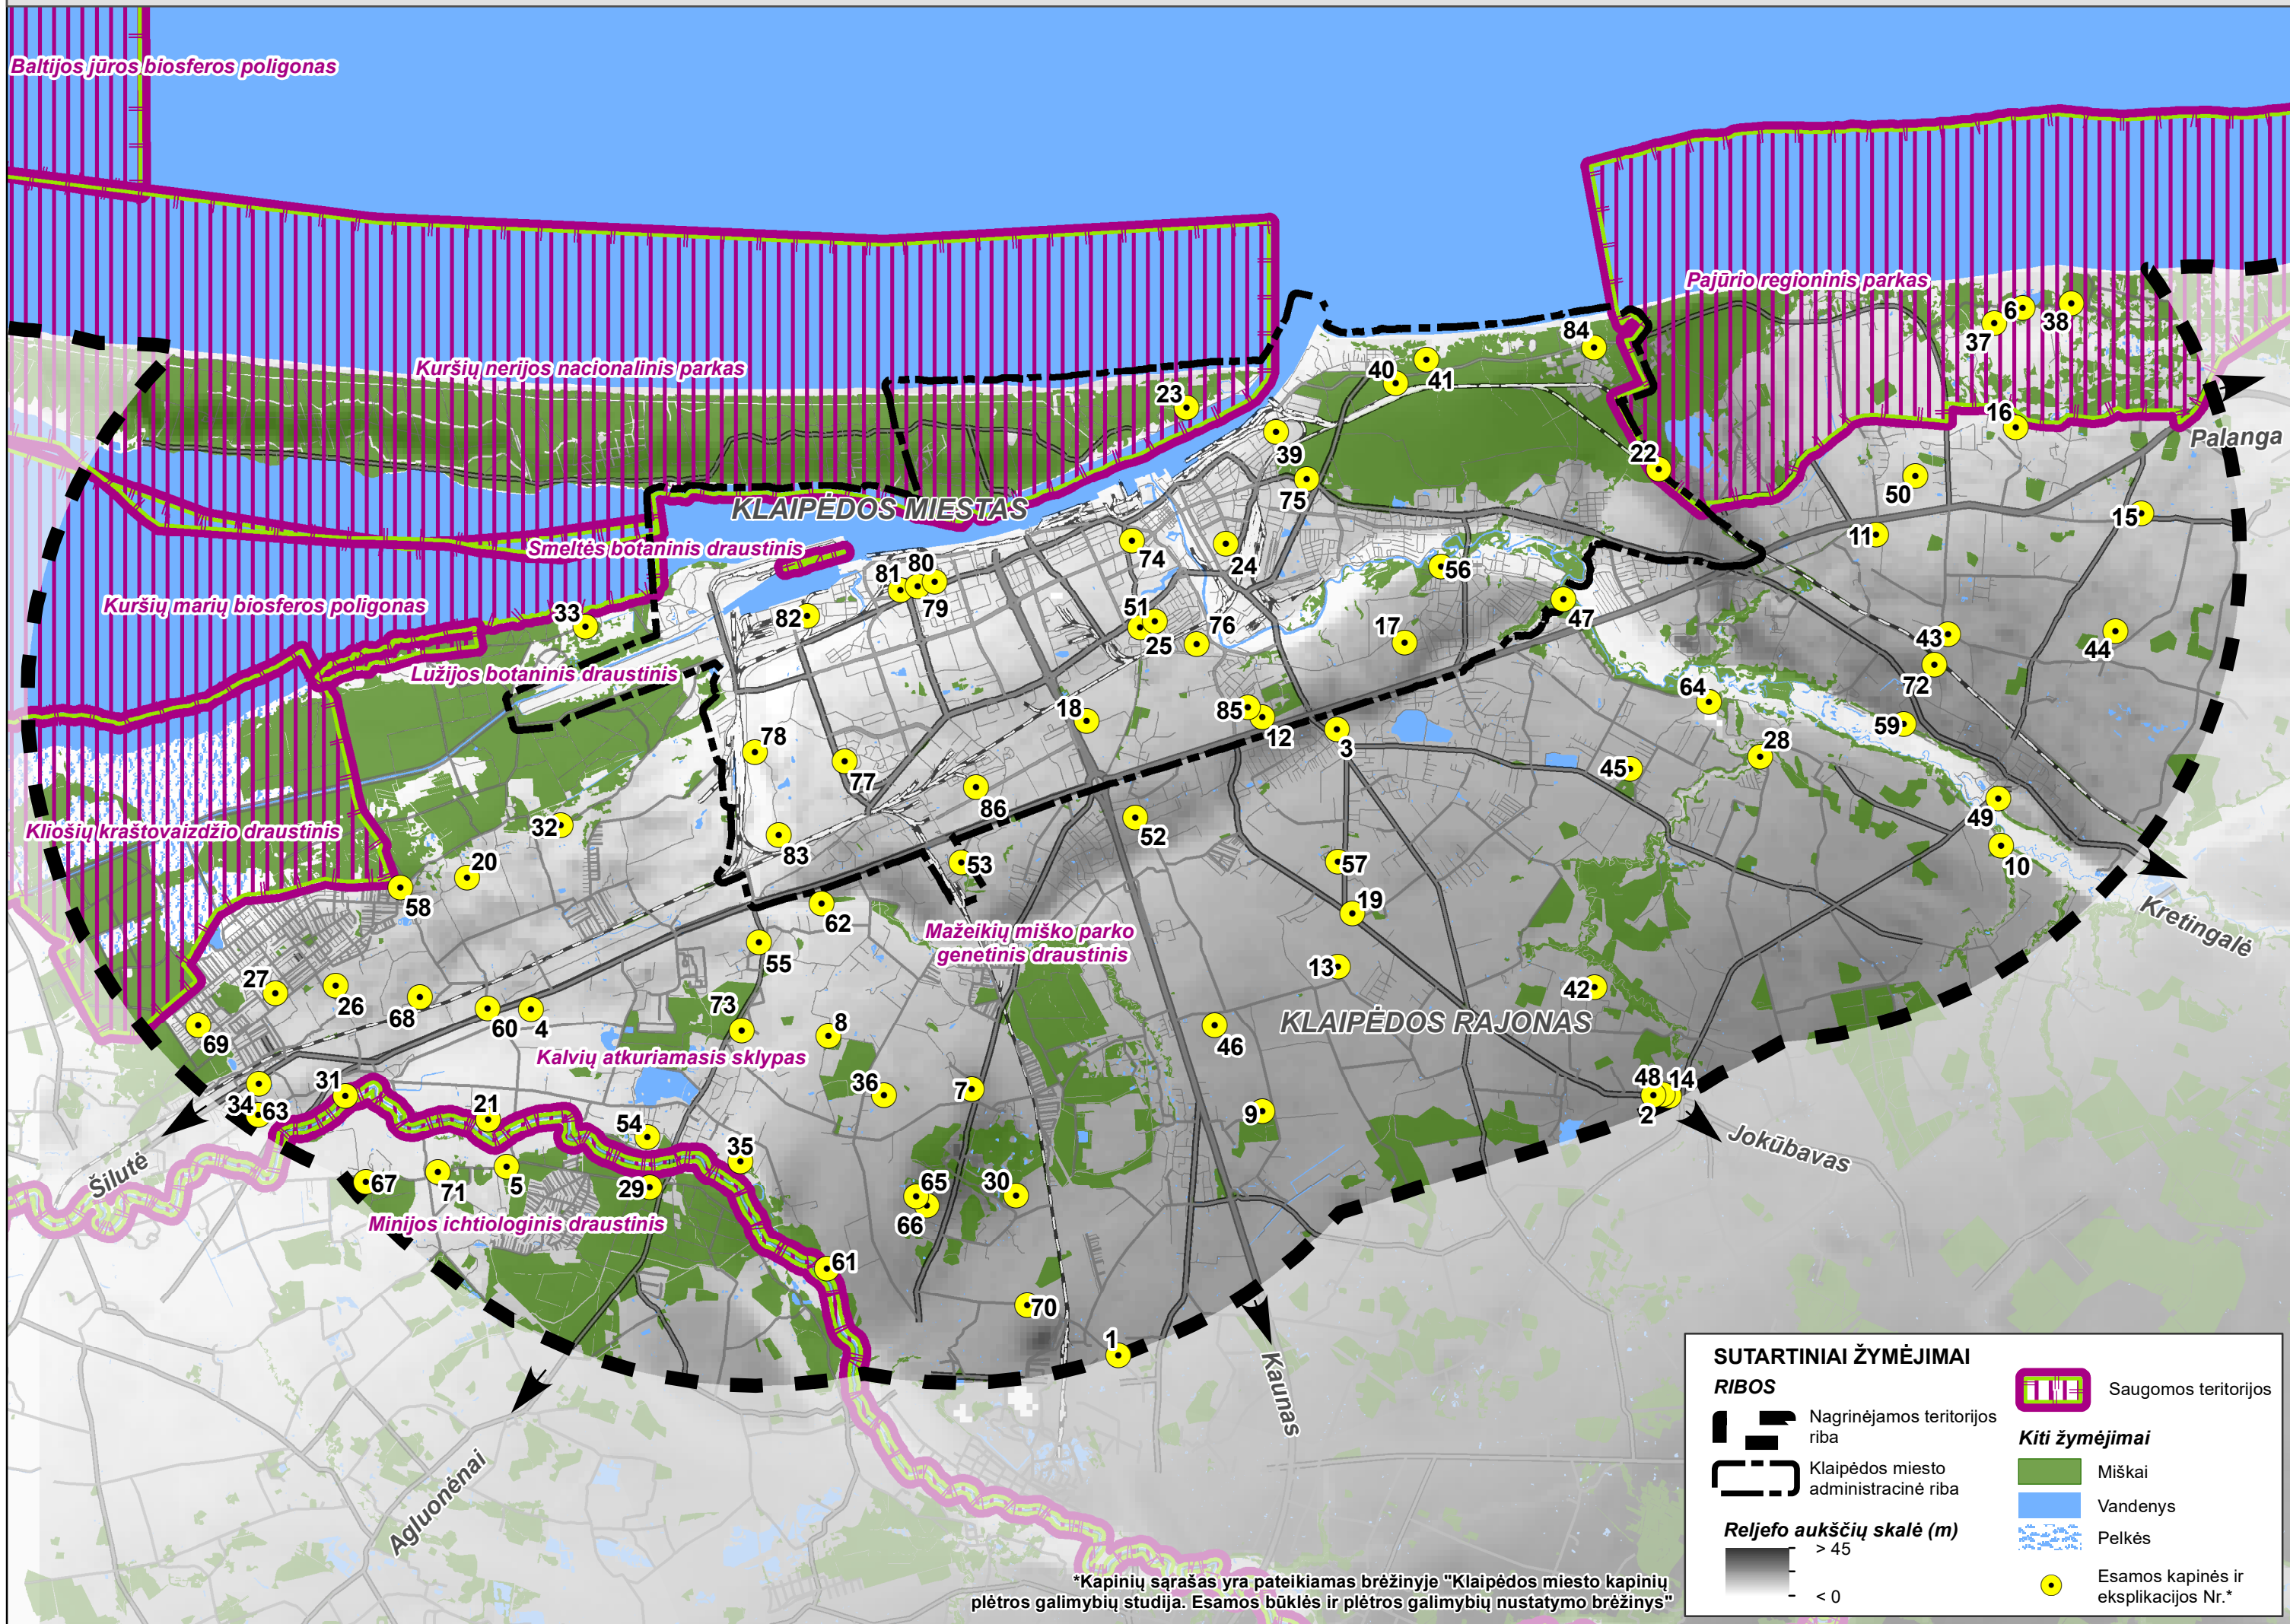 Baltijos jūros biosferos poligonas
Pajūrio regioninis parkas
6
37
38
84
40
41
Kuršių nerijos nacionalinis parkas
23
16
39
Palanga
22
75
50
KLAIPĖDOS MIESTAS
15
11
Smeltės botaninis draustinis
74
24
56
81
80
79
Kuršių marių biosferos poligonas
33
82
51
25
76
17
47
43
44
Lužijos botaninis draustinis
72
64
18
85
12
59
3
78
28
77
45
86
49
Kliošių kraštovaizdžio draustinis
32
52
83
10
20
53
57
58
62
19
Kretingalė
Mažeikių miško parko
genetinis draustinis
55
13
27
26
42
68
60
4
73
8
46
KLAIPĖDOS RAJONAS
69
Kalvių atkuriamasis sklypas
31
36
7
48
14
34
63
21
9
2
54
Jokūbavas
35
Šilutė
67
71
5
29
65
30
66
Minijos ichtiologinis draustinis
61
70
1
Kaunas
Agluonėnai
SUTARTINIAI ŽYMĖJIMAI
RIBOS
Nagrinėjamos teritorijos
riba
Klaipėdos miesto
administracinė riba
Reljefo aukščių skalė (m)
> 45
< 0
Saugomos teritorijos
Kiti žymėjimai
Miškai
Vandenys
Pelkės
Esamos kapinės ir
eksplikacijos Nr.*
*Kapinių sąrašas yra pateikiamas brėžinyje "Klaipėdos miesto kapinių
plėtros galimybių studija. Esamos būklės ir plėtros galimybių nustatymo brėžinys"